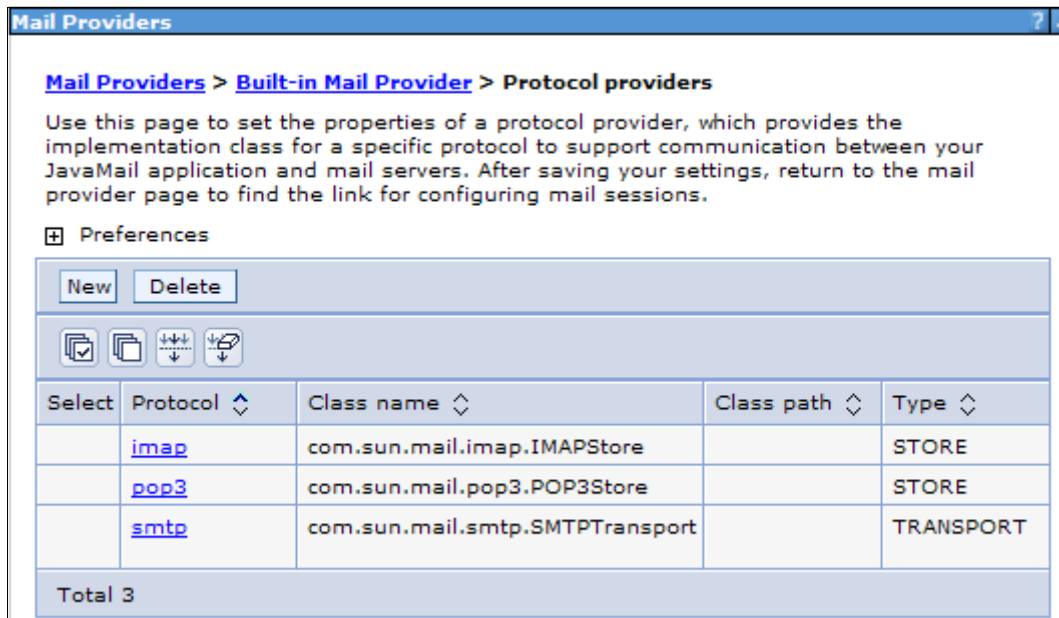 Mail Providers ?
Mail Providers > Built-in Mail Provider > Protocol providers
Use this page to set the properties of a protocol provider, which provides the
implementation class for a specific protocol to support communication between your
JavaMail application and mail servers. After saving your settings, return to the mail
provider page to find the link for configuring mail sessions.
Preferences
New Delete
Select Protocol Class name Class path Type
imap com.sun.mail.imap.IMAPStore STORE
pop3 com.sun.mail.pop3.POP3Store STORE
smtp com.sun.mail.smtp.SMTPTransport TRANSPORT
Total 3